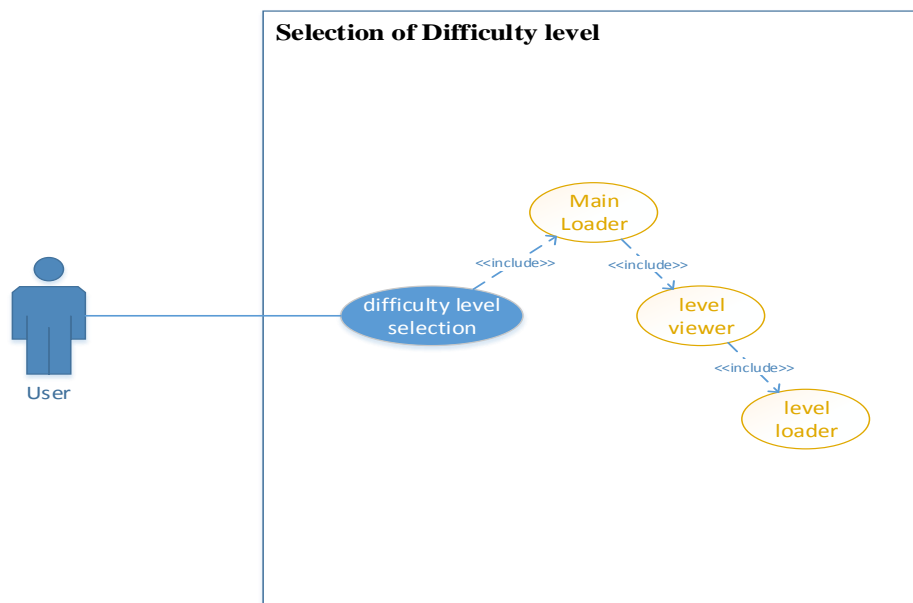 Selection of Difficulty level
Main
Loader
<<include>>
<<include>>
difficulty level
selection
level
viewer
<<include>>
User
level
loader